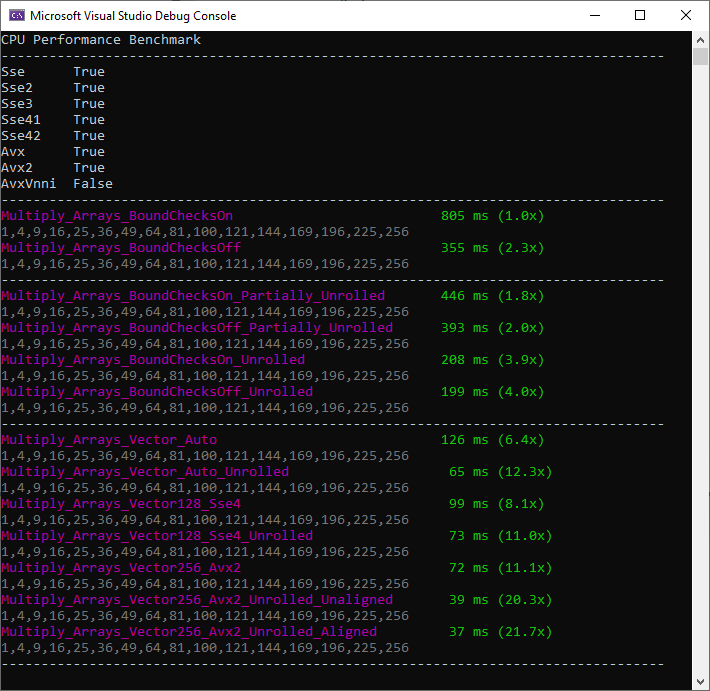 Microsoft Visual Studio Debug Console
CPU Performance Benchmark
-----------------------------------------------------------------------------------
Sse      True
Sse2     True
Sse3     True
Sse41    True
Sse42    True
Avx      True
Avx2     True
AvxVnni  False
-----------------------------------------------------------------------------------
Multiply_Arrays_BoundChecksOn                          805 ms (1.0x)
1,4,9,16,25,36,49,64,81,100,121,144,169,196,225,256
Multiply_Arrays_BoundChecksOff                         355 ms (2.3x)
1,4,9,16,25,36,49,64,81,100,121,144,169,196,225,256
-----------------------------------------------------------------------------------
Multiply_Arrays_BoundChecksOn_Partially_Unrolled       446 ms (1.8x)
1,4,9,16,25,36,49,64,81,100,121,144,169,196,225,256
Multiply_Arrays_BoundChecksOff_Partially_Unrolled      393 ms (2.0x)
1,4,9,16,25,36,49,64,81,100,121,144,169,196,225,256
Multiply_Arrays_BoundChecksOn_Unrolled                 208 ms (3.9x)
1,4,9,16,25,36,49,64,81,100,121,144,169,196,225,256
Multiply_Arrays_BoundChecksOff_Unrolled                199 ms (4.0x)
1,4,9,16,25,36,49,64,81,100,121,144,169,196,225,256
-----------------------------------------------------------------------------------
Multiply_Arrays_Vector_Auto                            126 ms (6.4x)
1,4,9,16,25,36,49,64,81,100,121,144,169,196,225,256
Multiply_Arrays_Vector_Auto_Unrolled                    65 ms (12.3x)
1,4,9,16,25,36,49,64,81,100,121,144,169,196,225,256
Multiply_Arrays_Vector128_Sse4                          99 ms (8.1x)
1,4,9,16,25,36,49,64,81,100,121,144,169,196,225,256
Multiply_Arrays_Vector128_Sse4_Unrolled                 73 ms (11.0x)
1,4,9,16,25,36,49,64,81,100,121,144,169,196,225,256
Multiply_Arrays_Vector256_Avx2                          72 ms (11.1x)
1,4,9,16,25,36,49,64,81,100,121,144,169,196,225,256
Multiply_Arrays_Vector256_Avx2_Unrolled_Unaligned       39 ms (20.3x)
1,4,9,16,25,36,49,64,81,100,121,144,169,196,225,256
Multiply_Arrays_Vector256_Avx2_Unrolled_Aligned         37 ms (21.7x)
1,4,9,16,25,36,49,64,81,100,121,144,169,196,225,256
-----------------------------------------------------------------------------------